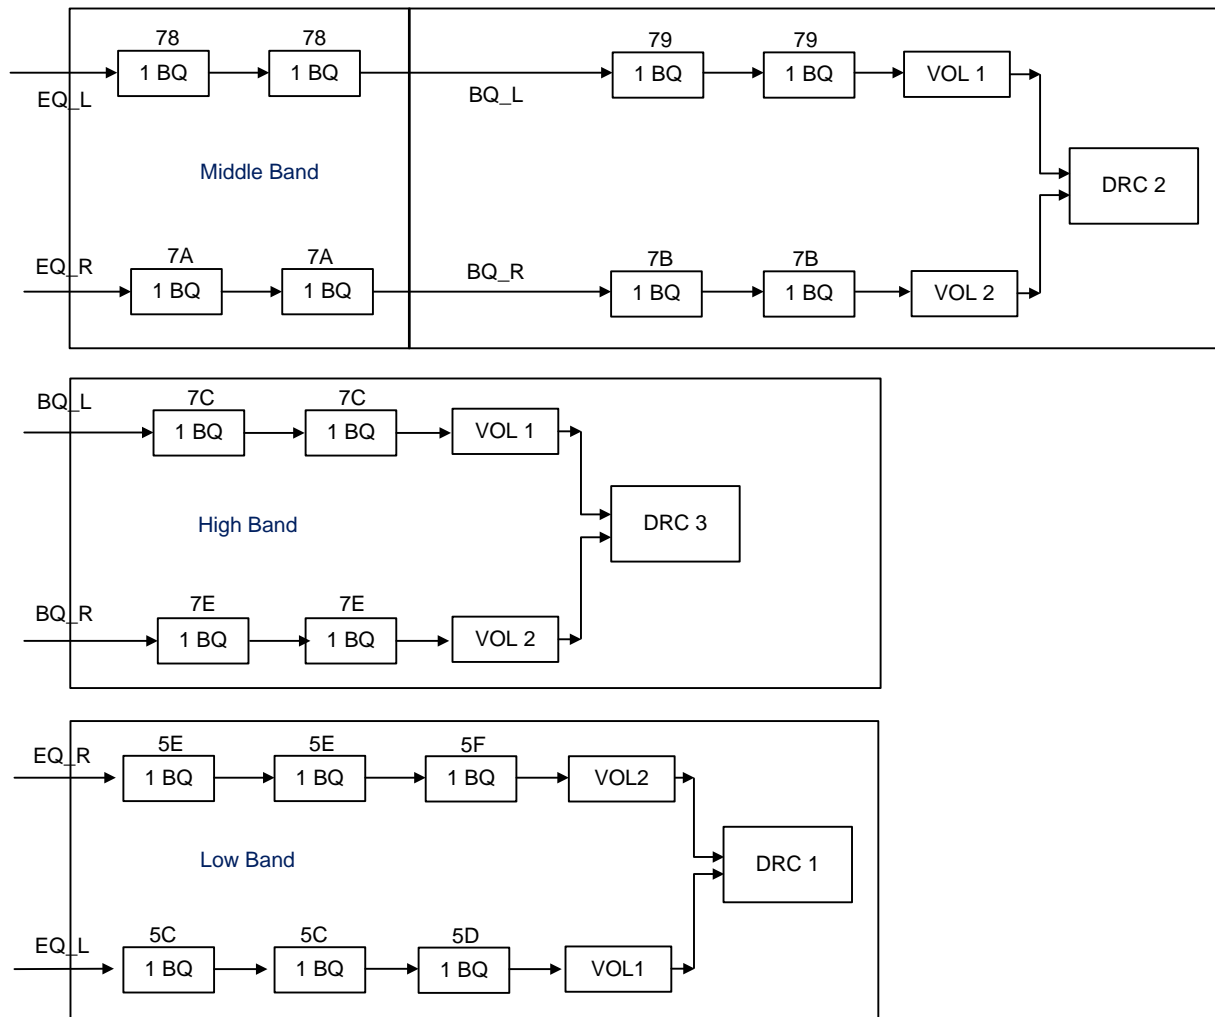 78 78 79 79
1 BQ 1 BQ 1 BQ 1 BQ VOL 1
EQ_L BQ_L
Middle Band
DRC 2
EQ_R 7A 7A BQ_R 7B 7B
1 BQ 1 BQ 1 BQ 1 BQ VOL 2
BQ_L 7C 7C
1 BQ 1 BQ VOL 1
High Band
DRC 3
BQ_R 7E 7E
1 BQ 1 BQ VOL 2
EQ_R 5E 5E 5F
1 BQ 1 BQ 1 BQ VOL2
Low Band
DRC 1
EQ_L 5C 5C 5D
1 BQ 1 BQ 1 BQ VOL1